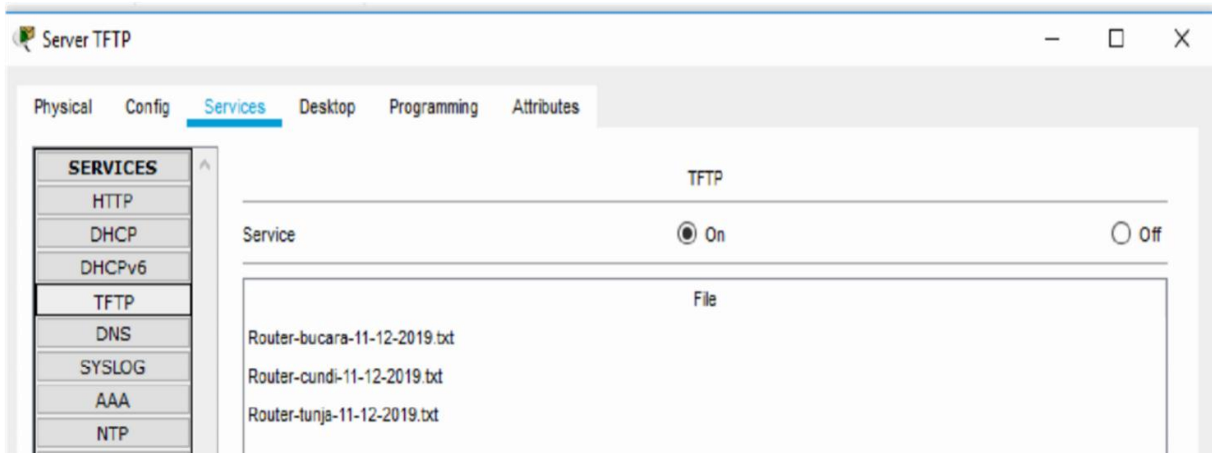 Server TFTP
Physical Config Services Desktop Programming Attributes
SERVICES
HTTP
DHCP
DHCPv6
TFTP
DNS
SYSLOG
AAA
NTP
TFTP
Service On Off
File
Router-bucara-11-12-2019.txt
Router-cundi-11-12-2019.txt
Router-tunja-11-12-2019.txt